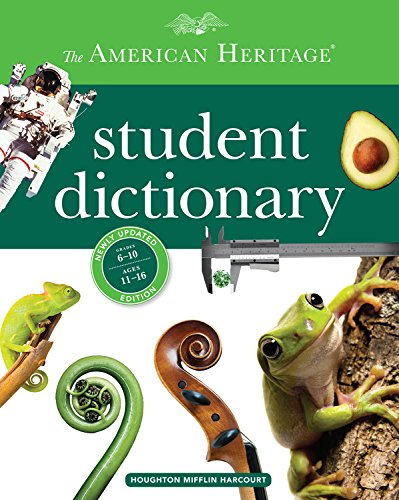 The AMERICAN HERITAGE®
student
dictionary
NEWLY UPDATED
GRADES
6–10
AGES
11–16
EDITION
HOUGHTON MIFFLIN HARCOURT